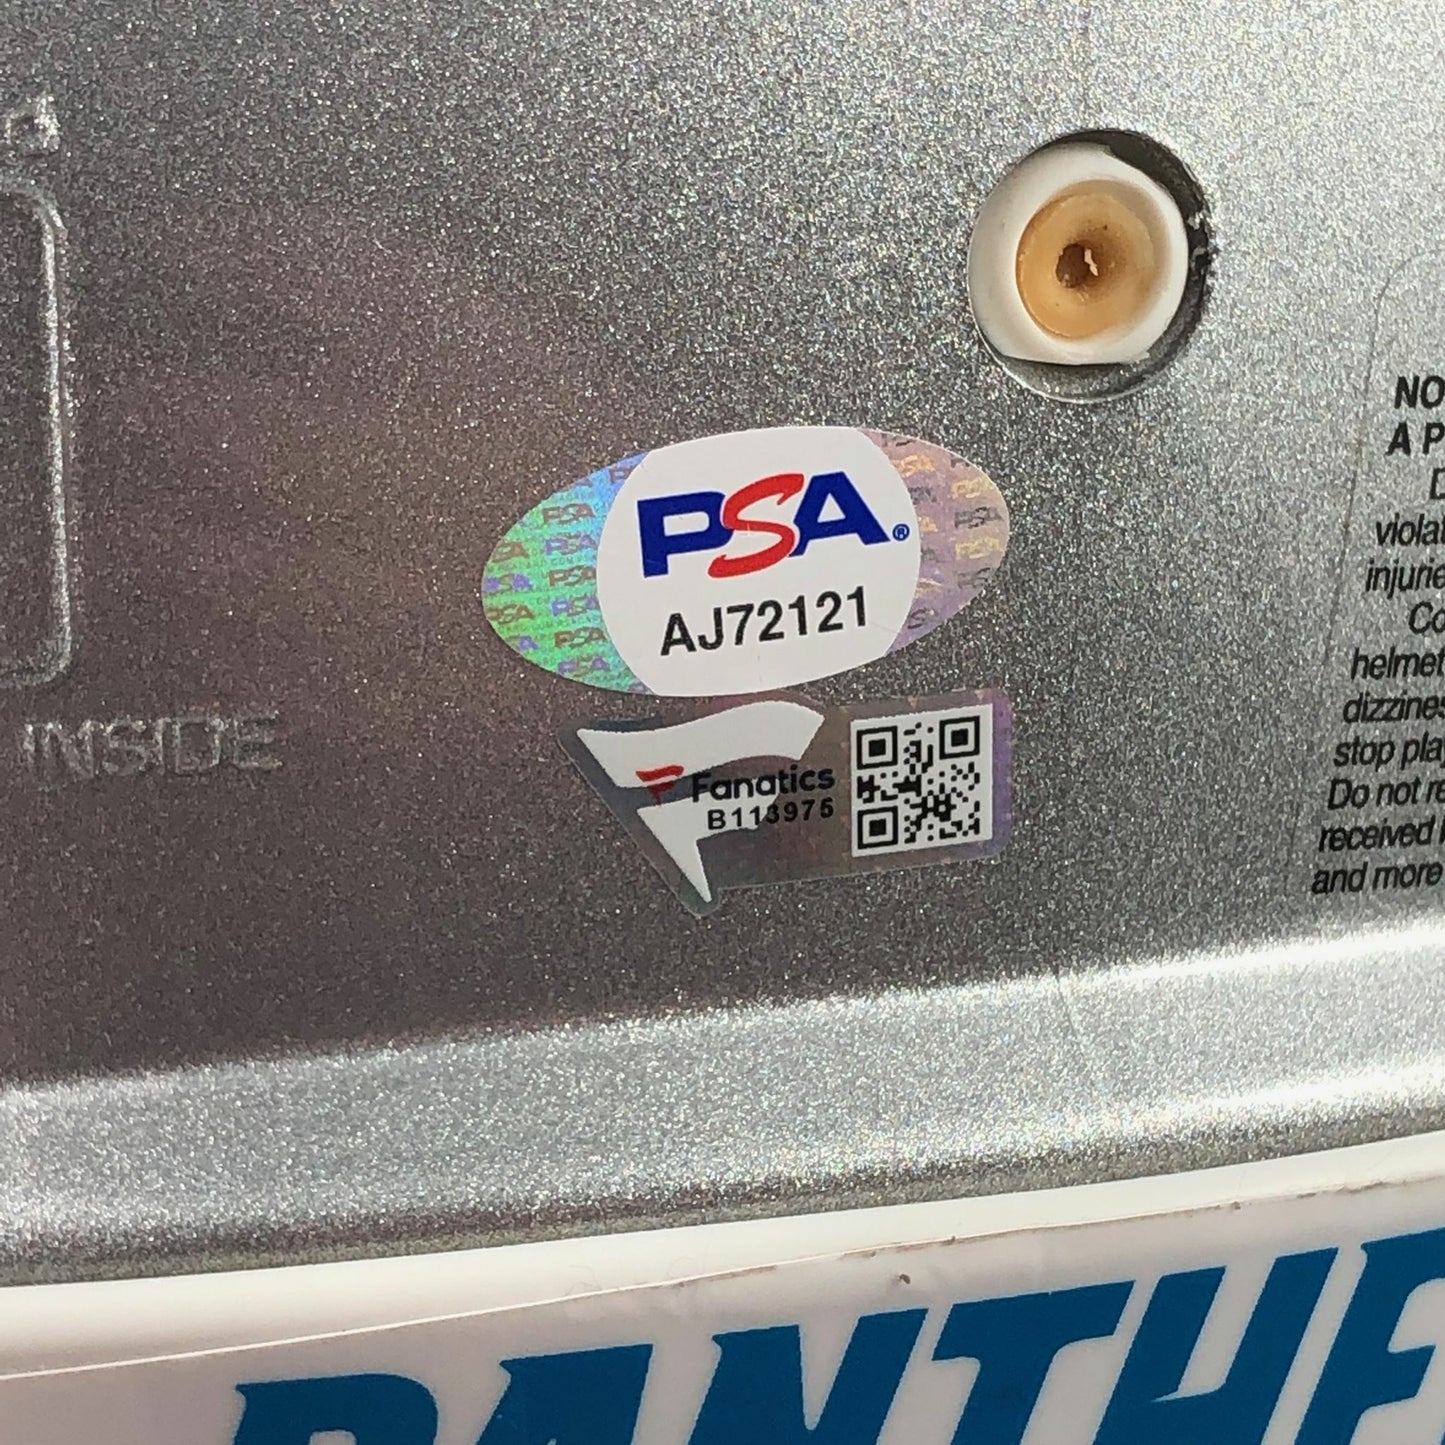 PSA®
AJ72121
Fanatics
B113975
INSIDE
NO
A P
violat
injurie
Co
helmet
dizzines
stop play
Do not re
received
and more
PANTHE